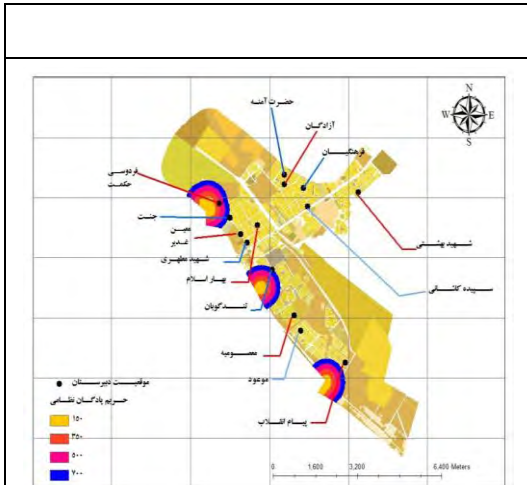 N
W E
S
حضرت آمنه
آزادگان
فرهنگیان
فردوسی
حکمت
جنت
معین
غدیر
شهید مطهری
بهار اسلام
تندگویان
معصومیه
موعود
پیام انقلاب
شهید بهشتی
سپیده کاشانی
موقعیت دبیرستان
حریم پادگان نظامی
۱۵۰
۳۵۰
۵۰۰
۷۰۰
0 1,600 3,200 6,400 Meters